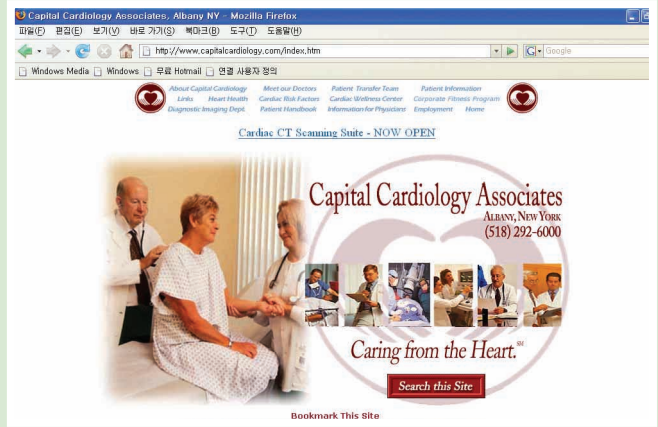 Capital Cardiology Associates, Albany NY - Mozilla Firefox
파일(F) 편집(E) 보기(V) 바로 가기(S) 북마크(B) 도구(T) 도움말(H)
http://www.capitalcardiology.com/index.htm
Google
Windows Media Windows 무료 Hotmail 연결 사용자 정의
About Capital Cardiology Meet our Doctors Patient Transfer Team Patient Information
Links Heart Health Cardiac Risk Factors Cardiac Wellness Center Corporate Fitness Program
Diagnostic Imaging Dept. Patient Handbook Information for Physicians Employment Home
Cardiac CT Scanning Suite - NOW OPEN
Capital Cardiology Associates
ALBANY, NEW YORK
(518) 292-6000
Caring from the Heart.℠
Search this Site
Bookmark This Site